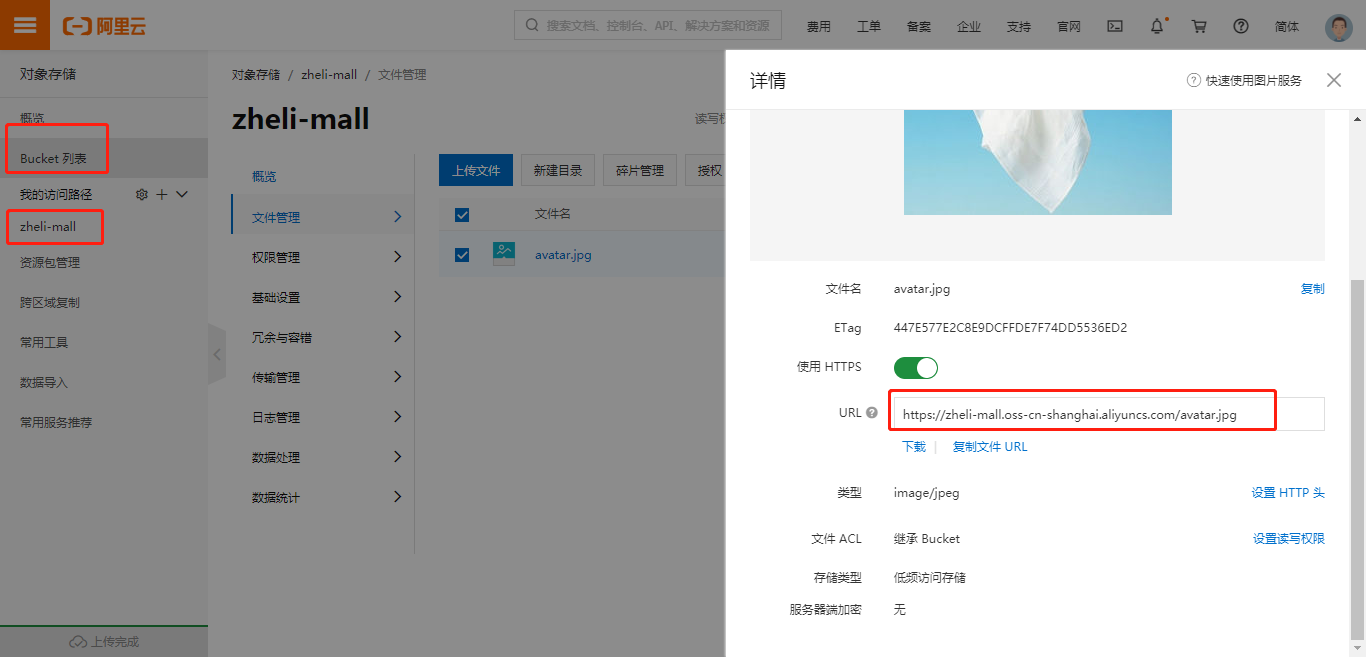 阿里云
搜索文档、控制台、API、解决方案和资源
费用 工单 备案 企业 支持 官网 简体
对象存储
概览
Bucket 列表
我的访问路径
zheli-mall
资源包管理
跨区域复制
常用工具
数据导入
常用服务推荐
上传完成
对象存储 / zheli-mall / 文件管理
zheli-mall
读写权
概览
文件管理
权限管理
基础设置
冗余与容错
传输管理
日志管理
数据处理
数据统计
上传文件 新建目录 碎片管理 授权
文件名
avatar.jpg
详情
快速使用图片服务
文件名 avatar.jpg 复制
ETag 447E577E2C8E9DCFFDE7F74DD5536ED2
使用 HTTPS
URL https://zheli-mall.oss-cn-shanghai.aliyuncs.com/avatar.jpg
下载 | 复制文件 URL
类型 image/jpeg 设置 HTTP 头
文件 ACL 继承 Bucket 设置读写权限
存储类型 低频访问存储
服务器端加密 无